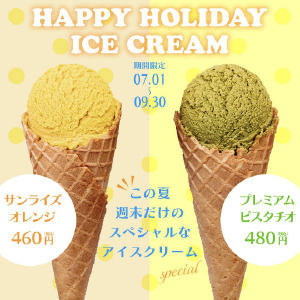 HAPPY HOLIDAY
ICE CREAM
期間限定
07.01
～
09.30
サンライズ
オレンジ
460円
この夏
週末だけの
スペシャルな
アイスクリーム
special
プレミアム
ピスタチオ
480円